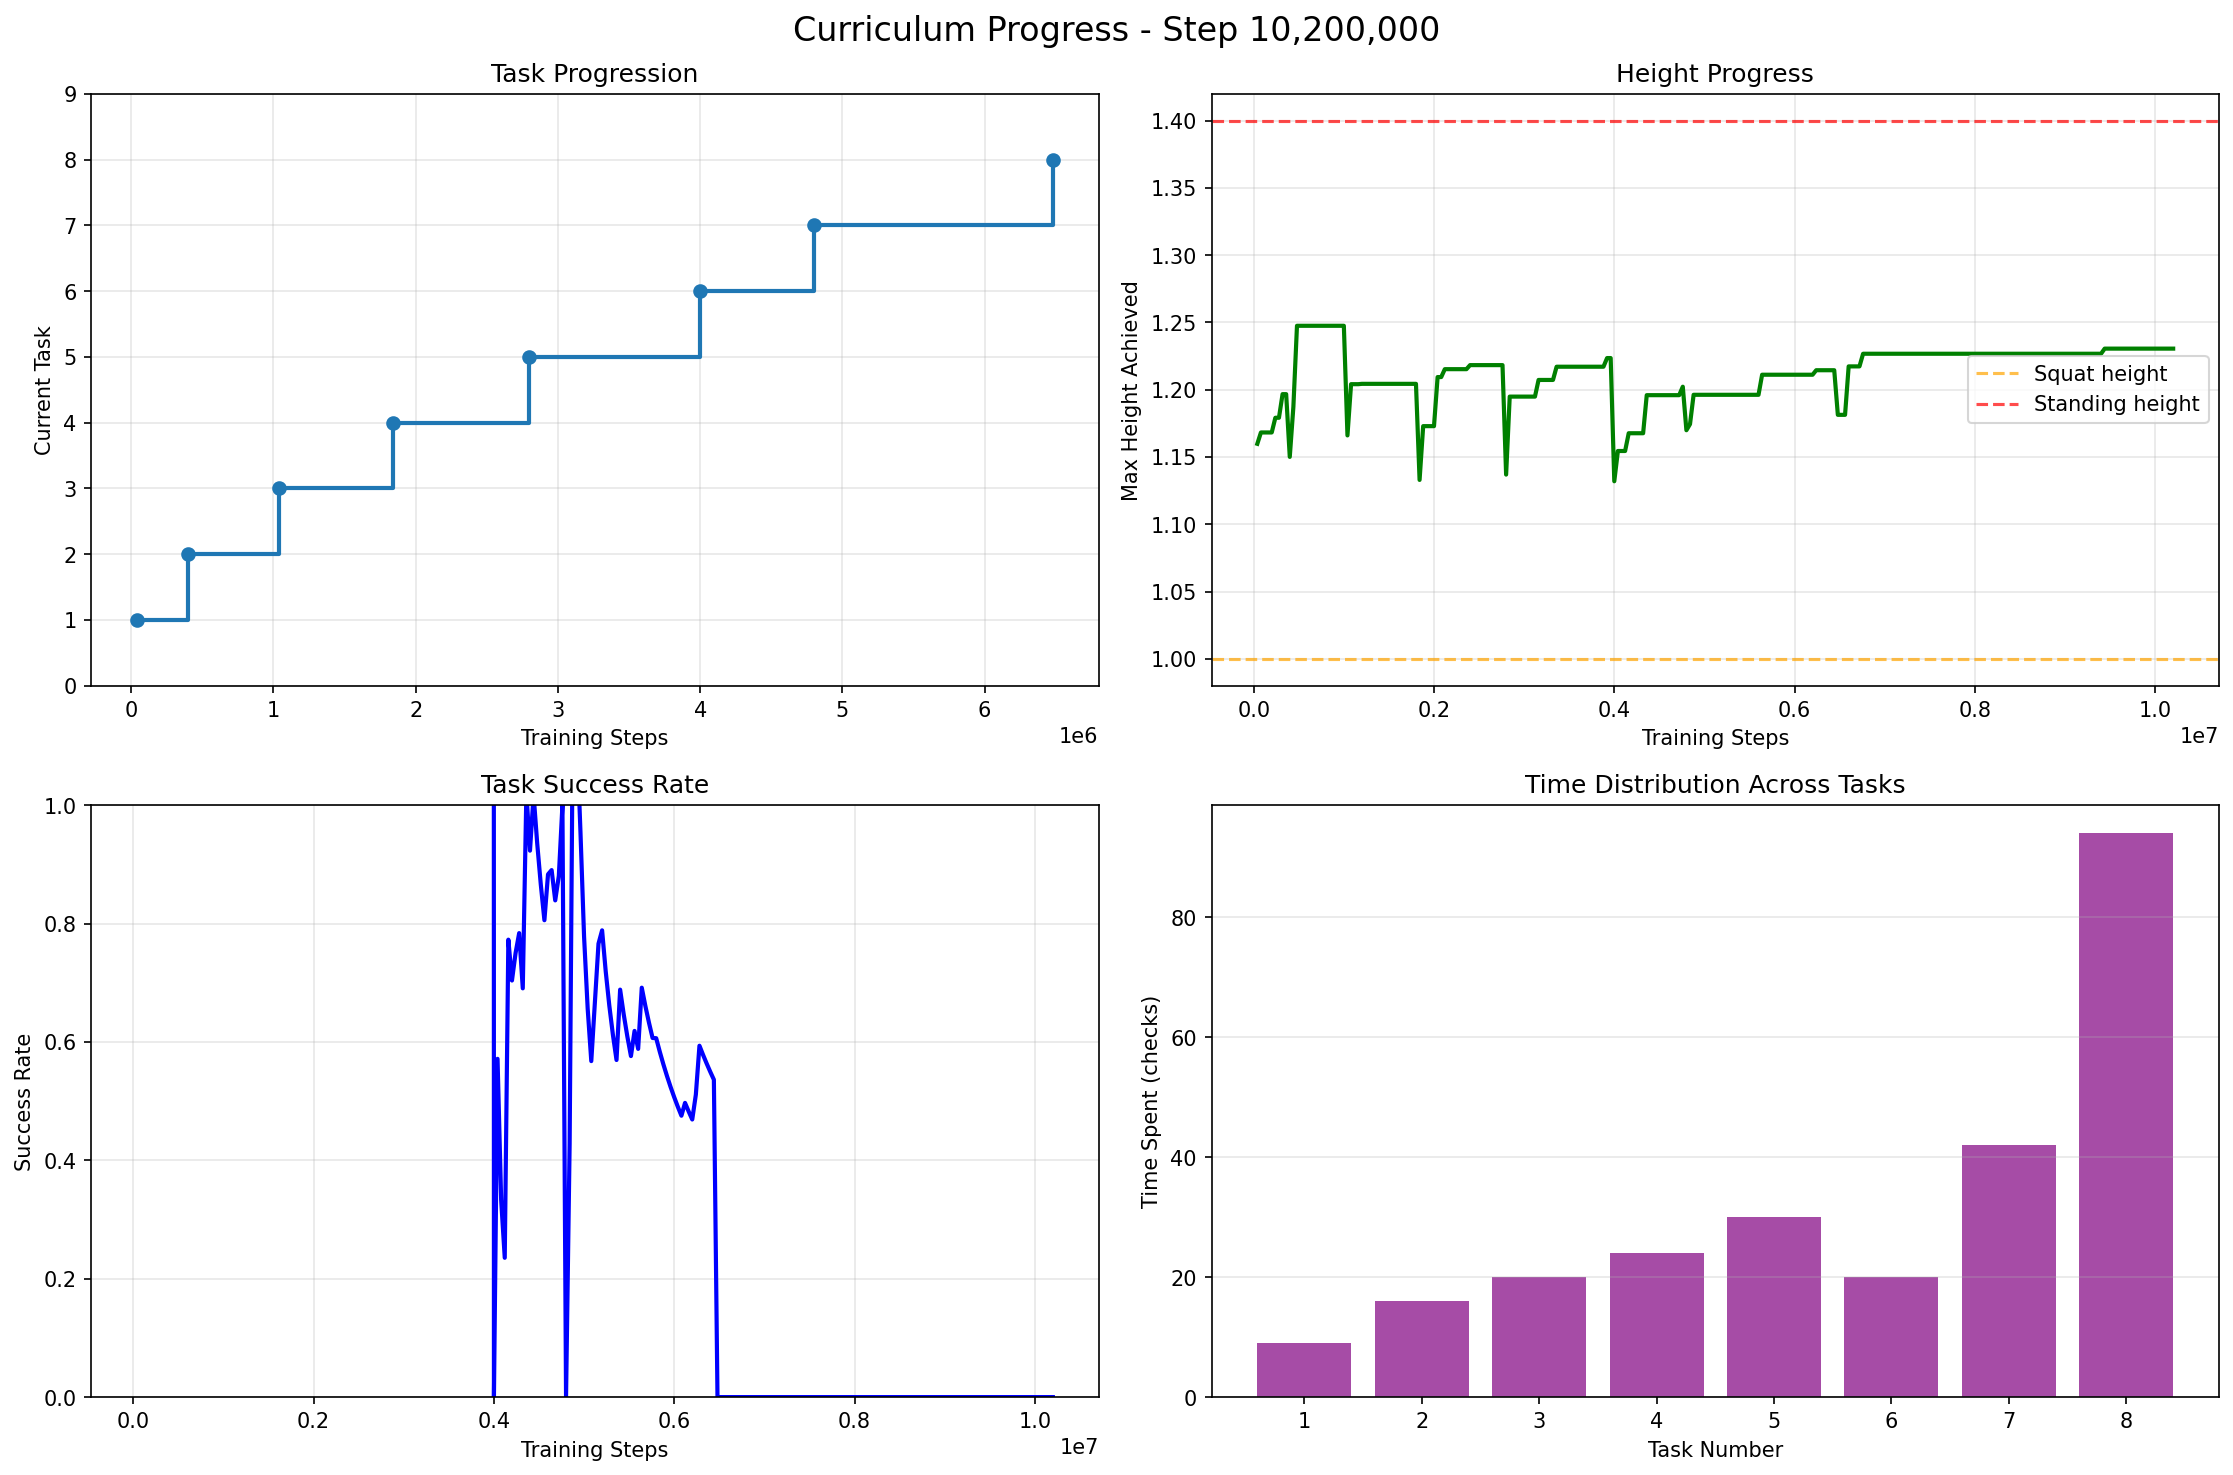 Curriculum Progress - Step 10,200,000
Task Progression
Current Task
9
8
7
6
5
4
3
2
1
0
0 1 2 3 4 5 6
1e6
Training Steps
Height Progress
Max Height Achieved
1.40
1.35
1.30
1.25
1.20
1.15
1.10
1.05
1.00
Squat height
Standing height
0.0 0.2 0.4 0.6 0.8 1.0
1e7
Training Steps
Task Success Rate
Success Rate
1.0
0.8
0.6
0.4
0.2
0.0
0.0 0.2 0.4 0.6 0.8 1.0
1e7
Training Steps
Time Distribution Across Tasks
Time Spent (checks)
80
60
40
20
0
1 2 3 4 5 6 7 8
Task Number